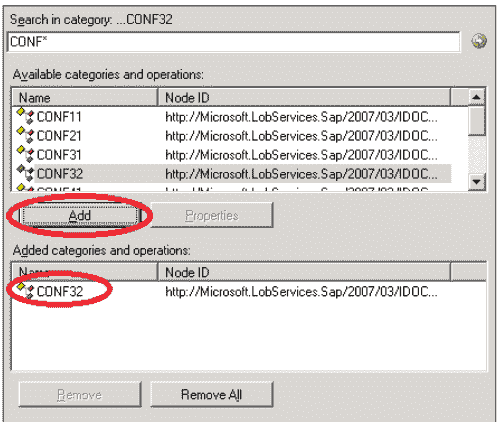 Search in category: ...CONF32
CONF*
Available categories and operations:
Name Node ID
CONF11 http://Microsoft.LobServices.Sap/2007/03/IDOC...
CONF21 http://Microsoft.LobServices.Sap/2007/03/IDOC...
CONF31 http://Microsoft.LobServices.Sap/2007/03/IDOC...
CONF32 http://Microsoft.LobServices.Sap/2007/03/IDOC...
Add Properties
Added categories and operations:
Name Node ID
CONF32 http://Microsoft.LobServices.Sap/2007/03/IDOC...
Remove Remove All